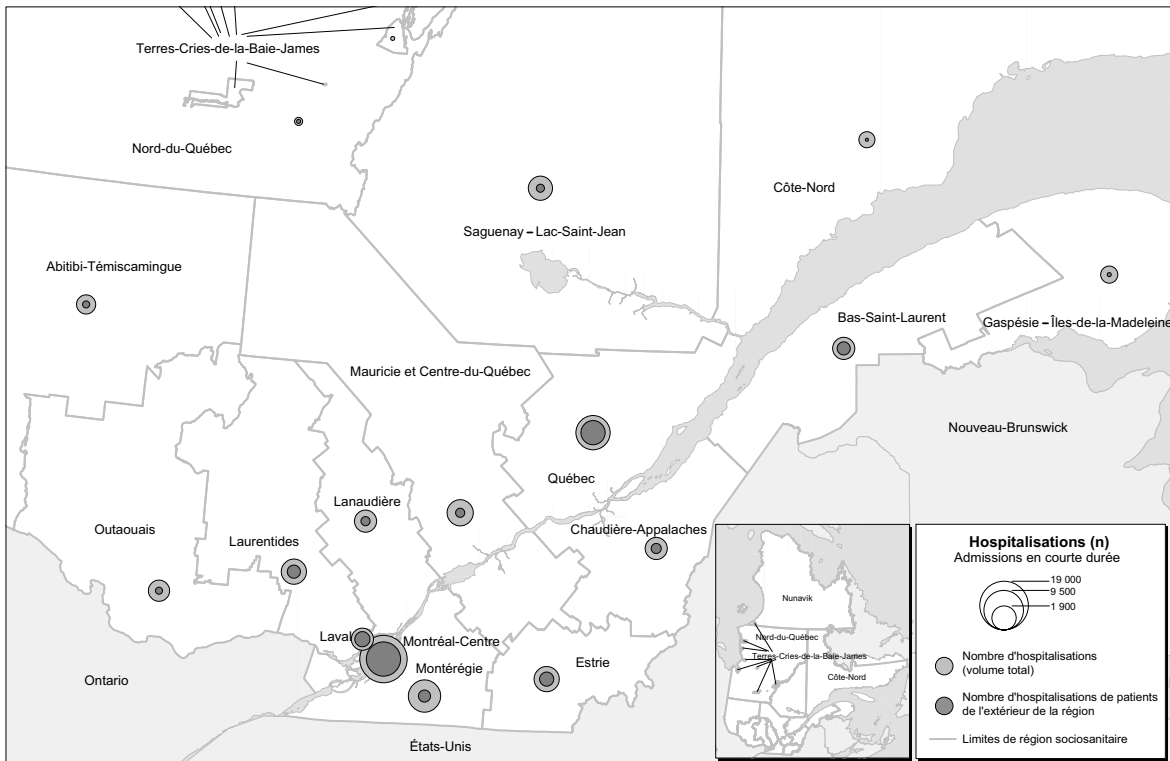 Terres-Cries-de-la-Baie-James
Nord-du-Québec
Côte-Nord
Saguenay – Lac-Saint-Jean
Abitibi-Témiscamingue
Bas-Saint-Laurent
Gaspésie – Îles-de-la-Madeleine
Mauricie et Centre-du-Québec
Nouveau-Brunswick
Québec
Lanaudière
Outaouais
Chaudière-Appalaches
Laurentides
Laval
Montréal-Centre
Montérégie
Estrie
Ontario
États-Unis
Nunavik
Nord-du-Québec
Terres-Cries-de-la-Baie-James
Côte-Nord
Hospitalisations (n)
Admissions en courte durée
19 000
9 500
1 900
Nombre d'hospitalisations
(volume total)
Nombre d'hospitalisations de patients
de l'extérieur de la région
Limites de région sociosanitaire